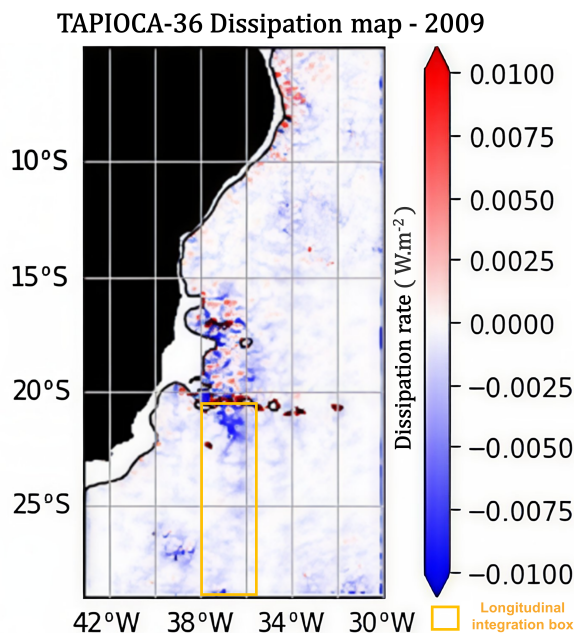 TAPIOCA-36 Dissipation map - 2009
10°S
15°S
20°S
25°S
42°W 38°W 34°W 30°W
0.0100
0.0075
0.0050
0.0025
0.0000
−0.0025
−0.0050
−0.0075
−0.0100
Dissipation rate ( W.m-2 )
Longitudinal
integration box